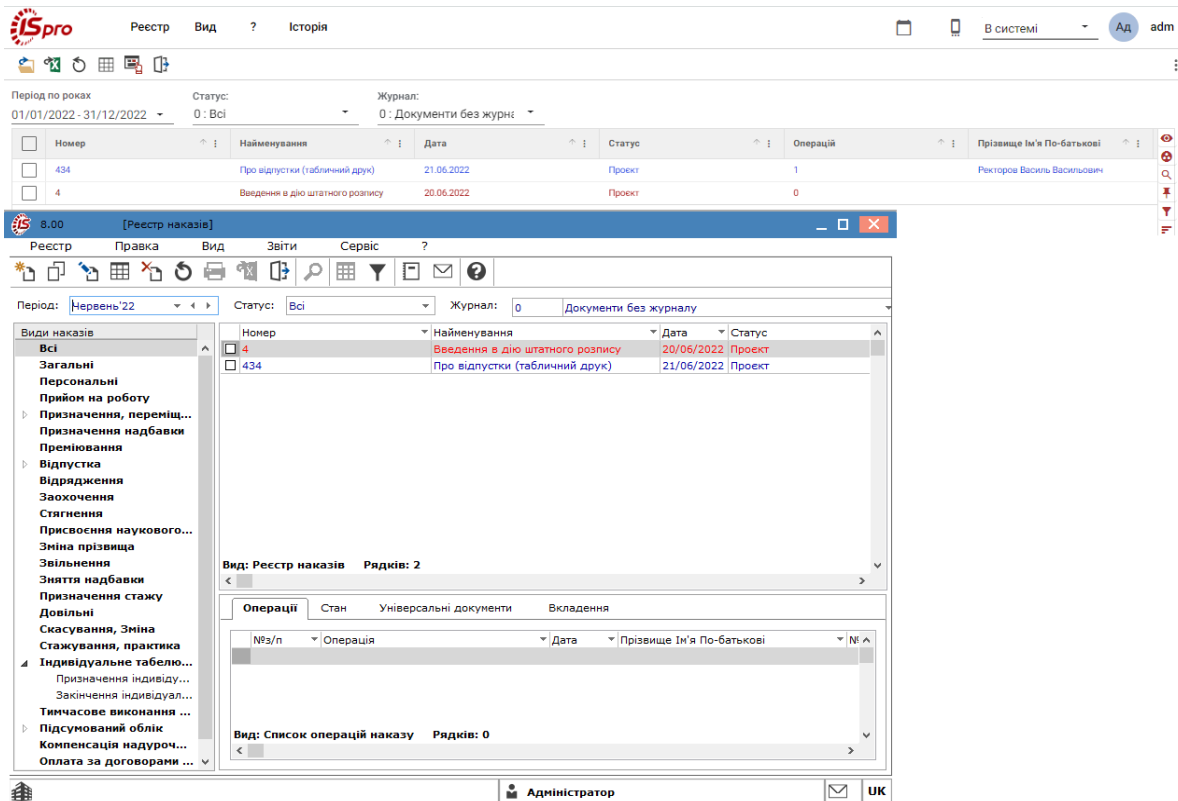 iSpro Реєстр Вид ? Історія В системі Ад adm
Період по роках Статус: Журнал:
01/01/2022 - 31/12/2022 0 : Всі 0 : Документи без журна
Номер Найменування Дата Статус Операцій Прізвище Ім'я По-батькові
434 Про відпустки (табличний друк) 21.06.2022 Проєкт 1 Ректоров Василь Васильович
4 Введення в дію штатного розпису 20.06.2022 Проєкт 0
iS 8.00 [Реєстр наказів]
Реєстр Правка Вид Звіти Сервіс ?
Період: Червень'22 Статус: Всі Журнал: 0 Документи без журналу
Види наказів
Всі
Загальні
Персональні
Прийом на роботу
Призначення, переміщ...
Призначення надбавки
Преміювання
Відпустка
Відрядження
Заохочення
Стягнення
Присвоєння наукового...
Зміна прізвища
Звільнення
Зняття надбавки
Призначення стажу
Довільні
Скасування, Зміна
Стажування, практика
Індивідуальне табелю...
Призначення індивіду...
Закінчення індивідуал...
Тимчасове виконання ...
Підсумований облік
Компенсація надуроч...
Оплата за договорами ...
Номер Найменування Дата Статус
4 Введення в дію штатного розпису 20/06/2022 Проєкт
434 Про відпустки (табличний друк) 21/06/2022 Проєкт
Вид: Реєстр наказів Рядків: 2
Операції Стан Універсальні документи Вкладення
№з/п Операція Дата Прізвище Ім'я По-батькові №
Вид: Список операцій наказу Рядків: 0
Адміністратор UK